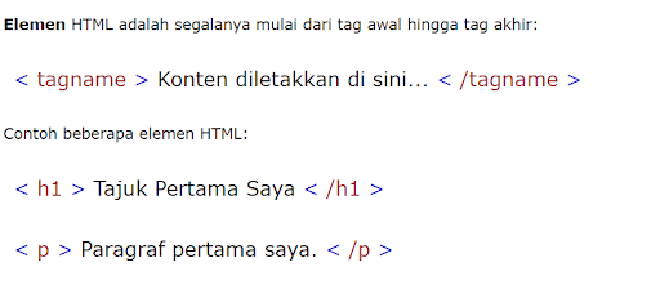 Elemen HTML adalah segalanya mulai dari tag awal hingga tag akhir:
< tagname > Konten diletakkan di sini... < /tagname >
Contoh beberapa elemen HTML:
< h1 > Tajuk Pertama Saya < /h1 >
< p > Paragraf pertama saya. < /p >